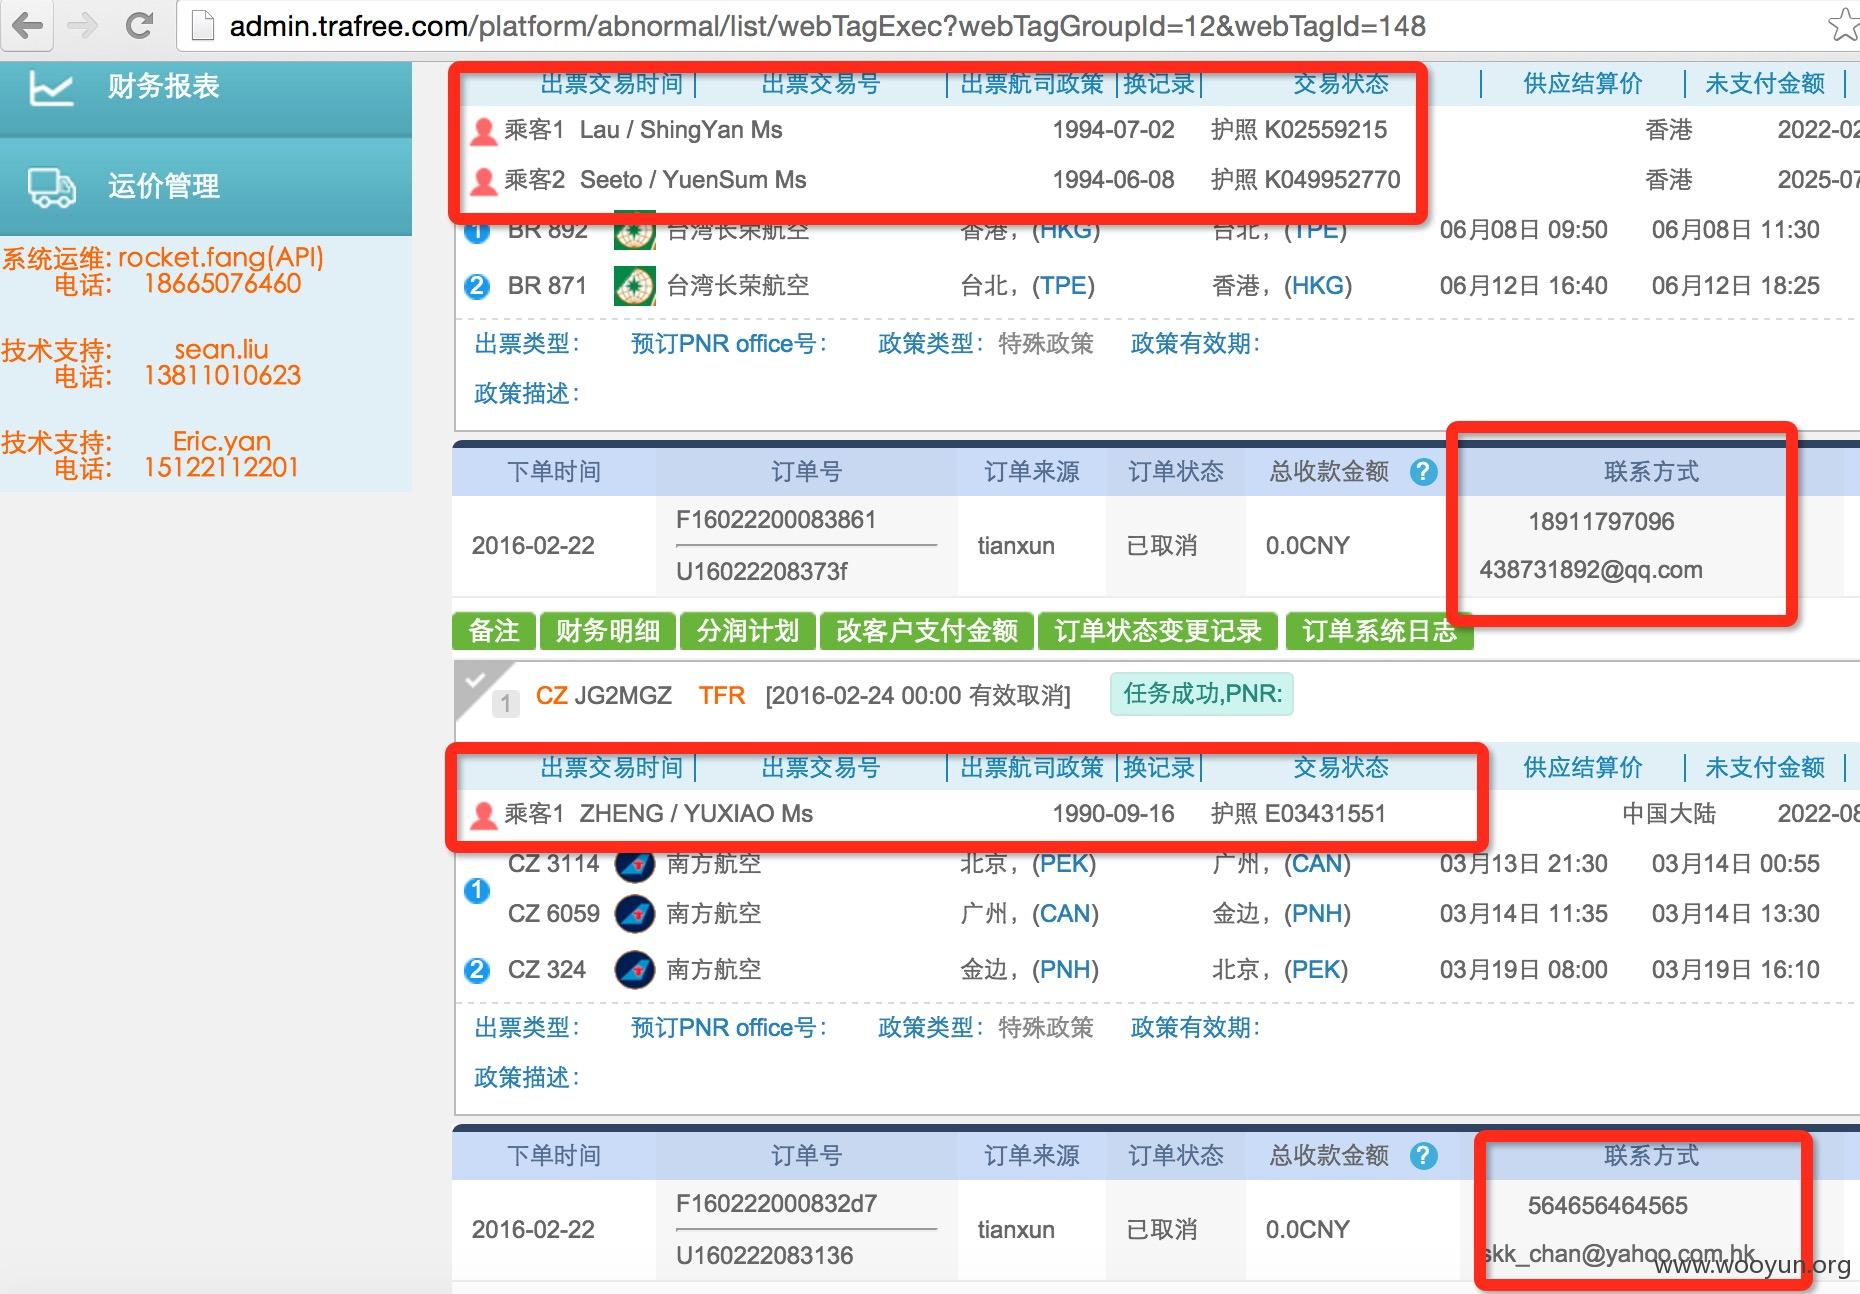 admin.trafree.com/platform/abnormal/list/webTagExec?webTagGroupId=12&webTagId=148
财务报表
运价管理
系统运维: rocket.fang(API)
电话: 18665076460
技术支持: sean.liu
电话: 13811010623
技术支持: Eric.yan
电话: 15122112201
出票交易时间 出票交易号 出票航司政策 换记录 交易状态 供应结算价 未支付金额
乘客1 Lau / ShingYan Ms 1994-07-02 护照 K02559215 香港 2022-02
乘客2 Seeto / YuenSum Ms 1994-06-08 护照 K049952770 香港 2025-07
1 BR 892 台湾长荣航空 香港，(HKG) 台北，(TPE) 06月08日 09:50 06月08日 11:30
2 BR 871 台湾长荣航空 台北，(TPE) 香港，(HKG) 06月12日 16:40 06月12日 18:25
出票类型： 预订PNR office号： 政策类型：特殊政策 政策有效期：
政策描述：
下单时间 订单号 订单来源 订单状态 总收款金额 ? 联系方式
2016-02-22 F16022200083861 tianxun 已取消 0.0CNY 18911797096
U16022208373f 438731892@qq.com
备注 财务明细 分润计划 改客户支付金额 订单状态变更记录 订单系统日志
1 CZ JG2MGZ TFR [2016-02-24 00:00 有效取消] 任务成功,PNR:
出票交易时间 出票交易号 出票航司政策 换记录 交易状态 供应结算价 未支付金额
乘客1 ZHENG / YUXIAO Ms 1990-09-16 护照 E03431551 中国大陆 2022-08
1 CZ 3114 南方航空 北京，(PEK) 广州，(CAN) 03月13日 21:30 03月14日 00:55
CZ 6059 南方航空 广州，(CAN) 金边，(PNH) 03月14日 11:35 03月14日 13:30
2 CZ 324 南方航空 金边，(PNH) 北京，(PEK) 03月19日 08:00 03月19日 16:10
出票类型： 预订PNR office号： 政策类型：特殊政策 政策有效期：
政策描述：
下单时间 订单号 订单来源 订单状态 总收款金额 ? 联系方式
2016-02-22 F160222000832d7 tianxun 已取消 0.0CNY 564656464565
U160222083136 skk_chan@yahoo.com.hk
www.wooyun.org